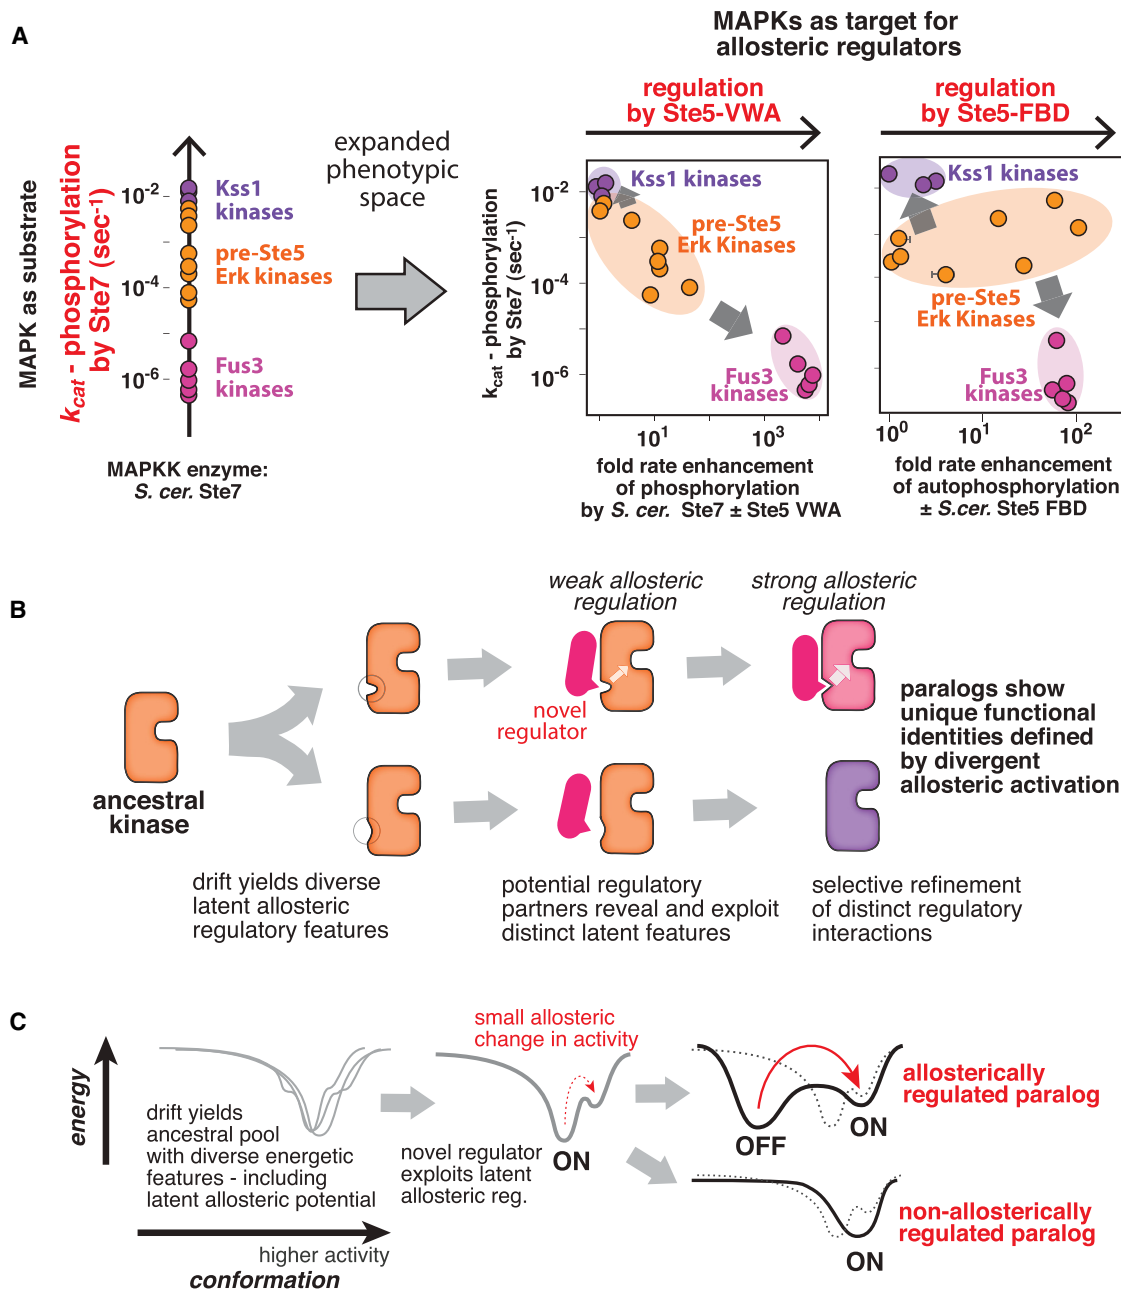 A
MAPKs as target for
allosteric regulators
regulation
by Ste5-VWA
regulation
by Ste5-FBD
MAPK as substrate
kcat - phosphorylation
by Ste7 (sec-1)
10-2
10-4
10-6
Kss1
kinases
pre-Ste5
Erk kinases
Fus3
kinases
MAPKK enzyme:
S. cer. Ste7
expanded
phenotypic
space
kcat - phosphorylation
by Ste7 (sec-1)
10-2
10-4
10-6
Kss1 kinases
pre-Ste5
Erk Kinases
Fus3
kinases
101
103
fold rate enhancement
of phosphorylation
by S. cer. Ste7 ± Ste5 VWA
Kss1 kinases
pre-Ste5
Erk Kinases
Fus3
kinases
100
101
102
fold rate enhancement
of autophosphorylation
± S.cer. Ste5 FBD
B
weak allosteric
regulation
strong allosteric
regulation
novel
regulator
ancestral
kinase
paralogs show
unique functional
identities defined
by divergent
allosteric activation
drift yields diverse
latent allosteric
regulatory features
potential regulatory
partners reveal and exploit
distinct latent features
selective refinement
of distinct regulatory
interactions
C
energy
drift yields
ancestral pool
with diverse energetic
features - including
latent allosteric potential
higher activity
conformation
small allosteric
change in activity
novel regulator
exploits latent
allosteric reg.
ON
OFF
ON
allosterically
regulated paralog
ON
non-allosterically
regulated paralog